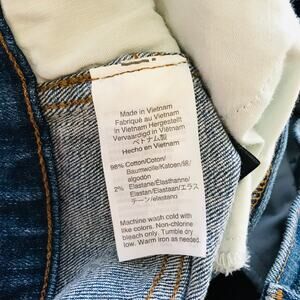 Made in Vietnam
Fabriqué au Vietnam
in Vietnam Hergestellt
Vervaardigd in Vietnam
ベトナム製
Hecho en Vietnam
98% Cotton/Coton/
Baumwolle/Katoen/綿/
algodón
2% Elastane/Élasthanne/
Elastan/Elastaan/エラス
テーン/elastano
Machine wash cold with
like colors. Non-chlorine
bleach only. Tumble dry
low. Warm iron as needed.